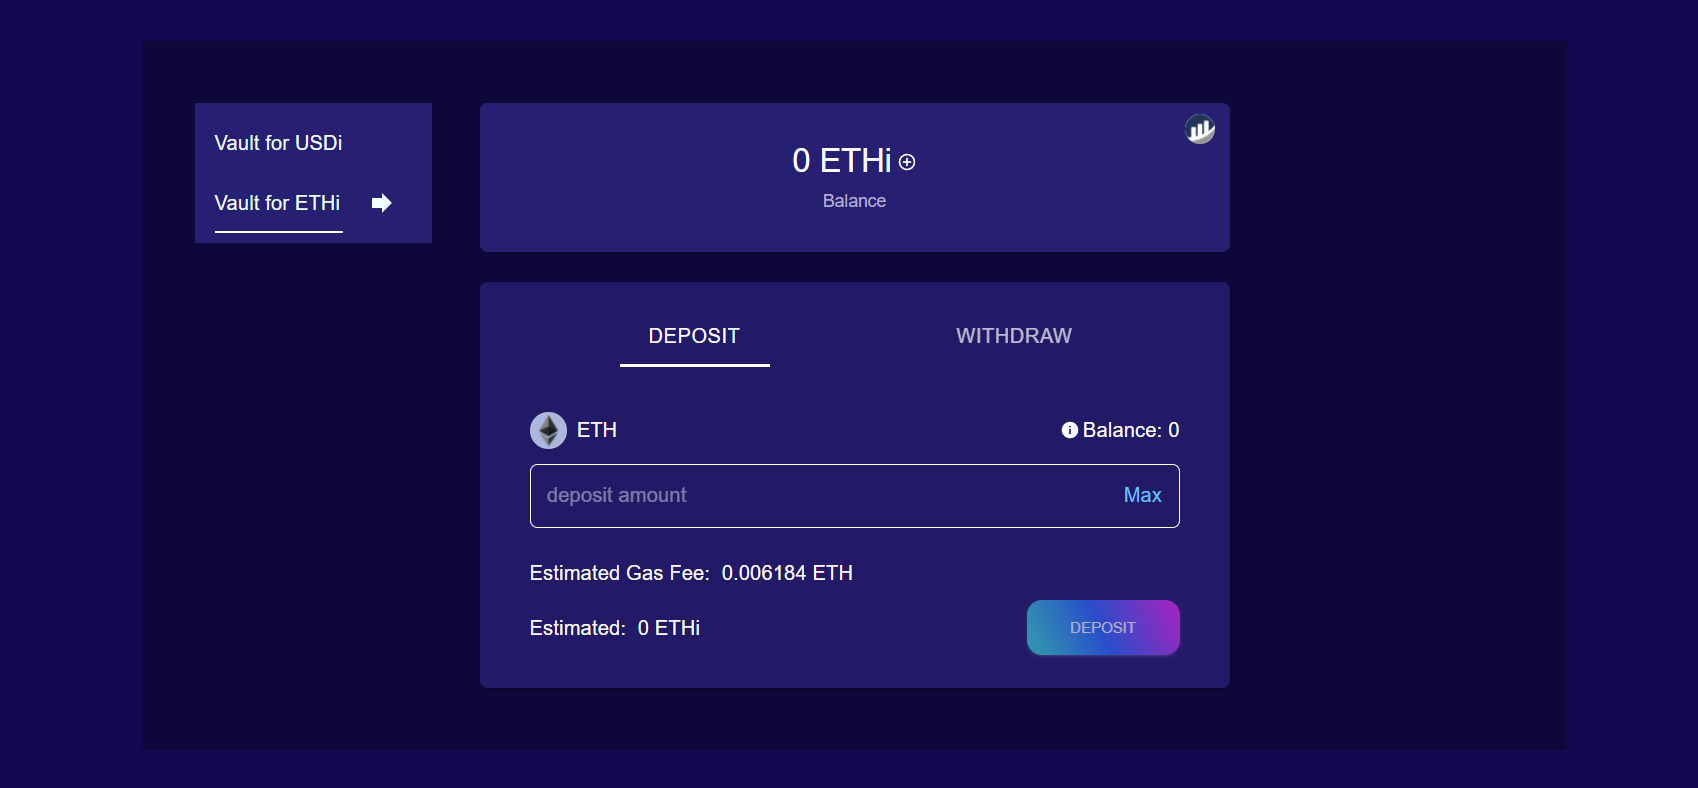 Vault for USDi
Vault for ETHi
0 ETHi
Balance
DEPOSIT WITHDRAW
ETH Balance: 0
deposit amount Max
Estimated Gas Fee: 0.006184 ETH
Estimated: 0 ETHi DEPOSIT